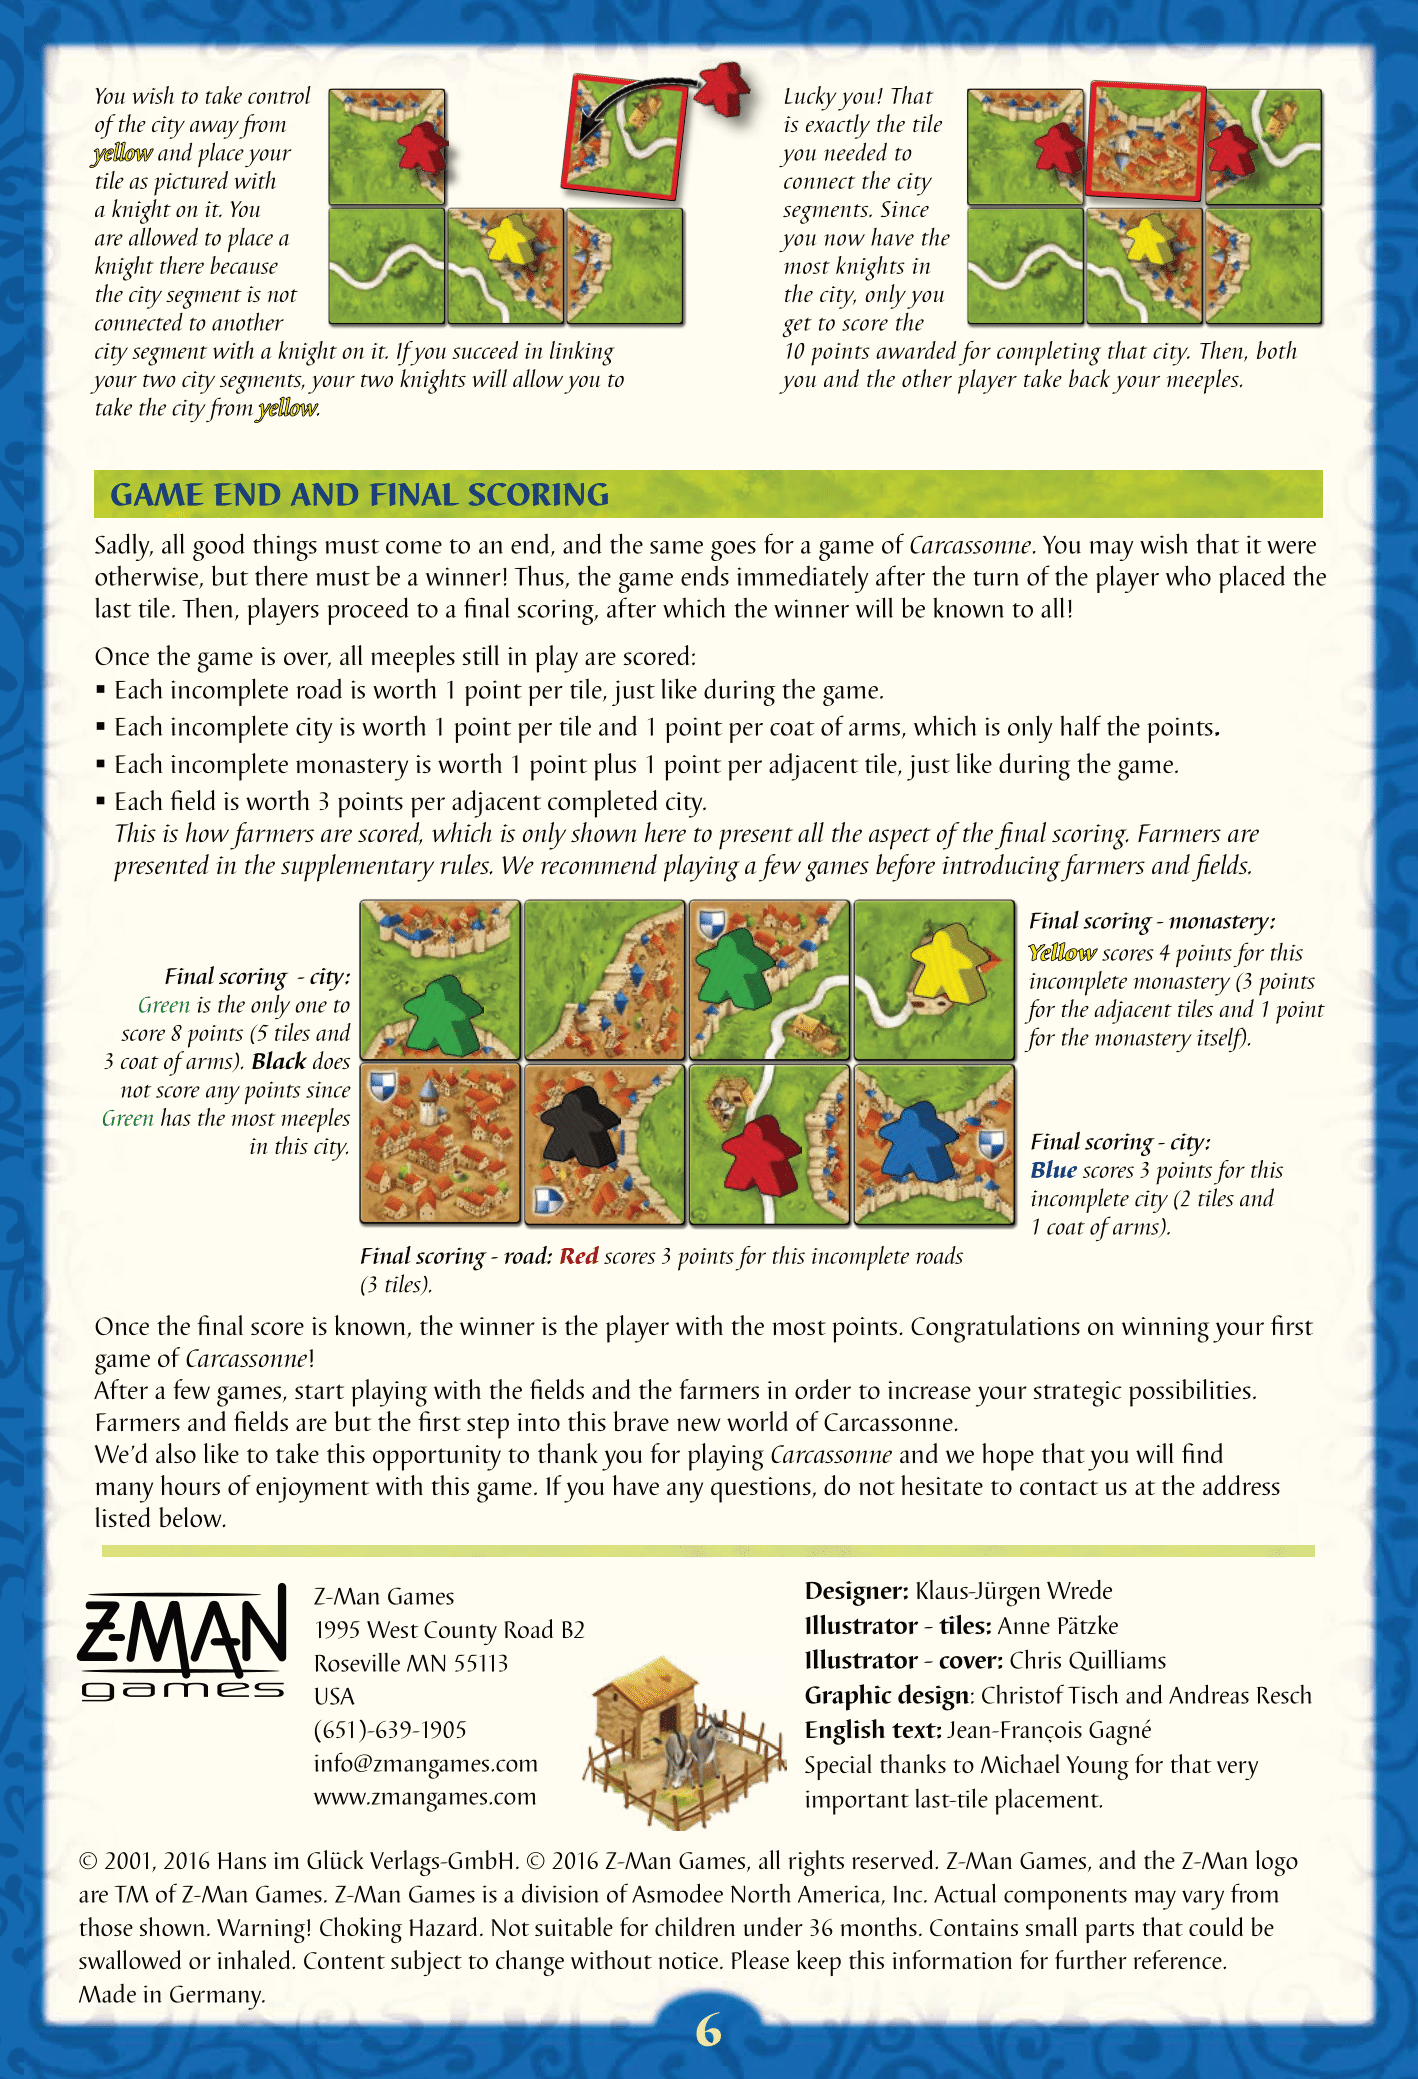 You wish to take control
of the city away from
yellow and place your
tile as pictured with
a knight on it. You
are allowed to place a
knight there because
the city segment is not
connected to another
city segment with a knight on it. If you succeed in linking
your two city segments, your two knights will allow you to
take the city from yellow.
Lucky you! That
is exactly the tile
you needed to
connect the city
segments. Since
you now have the
most knights in
the city, only you
get to score the
10 points awarded for completing that city. Then, both
you and the other player take back your meeples.
GAME END AND FINAL SCORING
Sadly, all good things must come to an end, and the same goes for a game of Carcassonne. You may wish that it were
otherwise, but there must be a winner! Thus, the game ends immediately after the turn of the player who placed the
last tile. Then, players proceed to a final scoring, after which the winner will be known to all!
Once the game is over, all meeples still in play are scored:
▪ Each incomplete road is worth 1 point per tile, just like during the game.
▪ Each incomplete city is worth 1 point per tile and 1 point per coat of arms, which is only half the points.
▪ Each incomplete monastery is worth 1 point plus 1 point per adjacent tile, just like during the game.
▪ Each field is worth 3 points per adjacent completed city.
This is how farmers are scored, which is only shown here to present all the aspect of the final scoring. Farmers are
presented in the supplementary rules. We recommend playing a few games before introducing farmers and fields.
Final scoring - city:
Green is the only one to
score 8 points (5 tiles and
3 coat of arms). Black does
not score any points since
Green has the most meeples
in this city.
Final scoring - monastery:
Yellow scores 4 points for this
incomplete monastery (3 points
for the adjacent tiles and 1 point
for the monastery itself).
Final scoring - city:
Blue scores 3 points for this
incomplete city (2 tiles and
1 coat of arms).
Final scoring - road: Red scores 3 points for this incomplete roads
(3 tiles).
Once the final score is known, the winner is the player with the most points. Congratulations on winning your first
game of Carcassonne!
After a few games, start playing with the fields and the farmers in order to increase your strategic possibilities.
Farmers and fields are but the first step into this brave new world of Carcassonne.
We'd also like to take this opportunity to thank you for playing Carcassonne and we hope that you will find
many hours of enjoyment with this game. If you have any questions, do not hesitate to contact us at the address
listed below.
Z-MAN
games
Z-Man Games
1995 West County Road B2
Roseville MN 55113
USA
(651)-639-1905
info@zmangames.com
www.zmangames.com
Designer: Klaus-Jürgen Wrede
Illustrator - tiles: Anne Pätzke
Illustrator - cover: Chris Quilliams
Graphic design: Christof Tisch and Andreas Resch
English text: Jean-François Gagné
Special thanks to Michael Young for that very
important last-tile placement.
© 2001, 2016 Hans im Glück Verlags-GmbH. © 2016 Z-Man Games, all rights reserved. Z-Man Games, and the Z-Man logo
are TM of Z-Man Games. Z-Man Games is a division of Asmodee North America, Inc. Actual components may vary from
those shown. Warning! Choking Hazard. Not suitable for children under 36 months. Contains small parts that could be
swallowed or inhaled. Content subject to change without notice. Please keep this information for further reference.
Made in Germany.
6